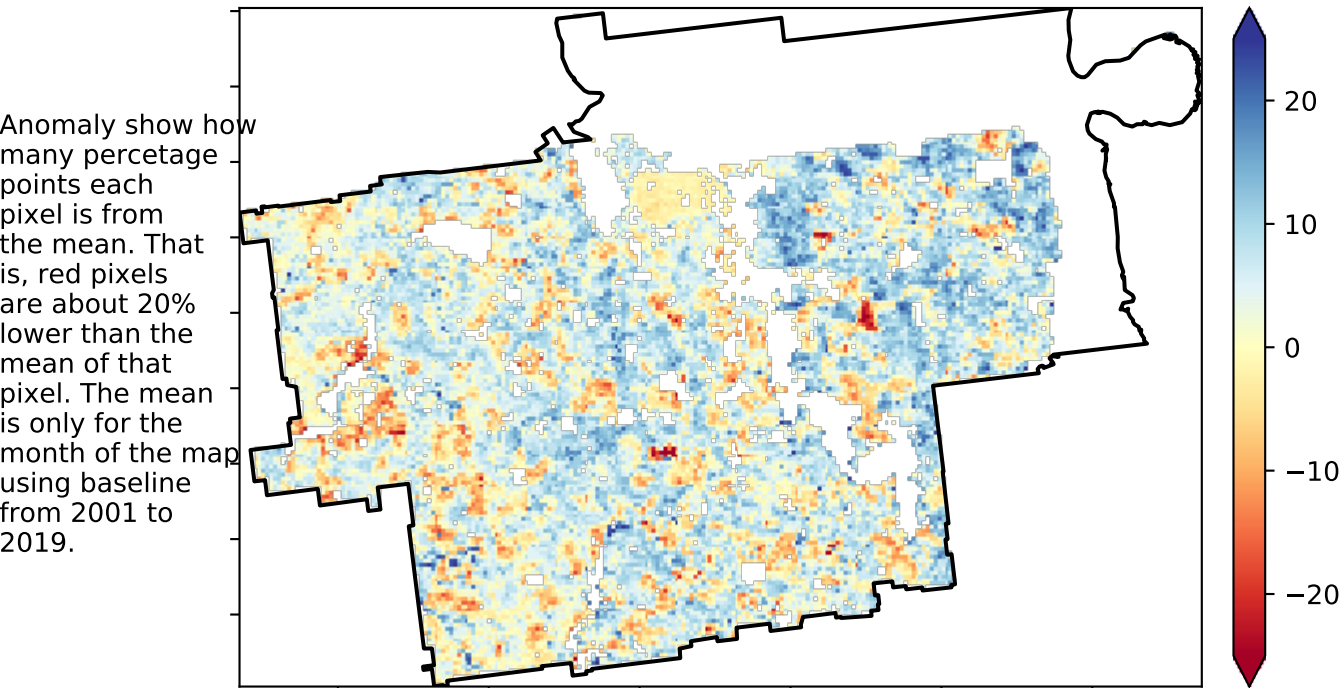 Anomaly show how
many percetage
points each
pixel is from
the mean. That
is, red pixels
are about 20%
lower than the
mean of that
pixel. The mean
is only for the
month of the map
using baseline
from 2001 to
2019.
20
10
0
−10
−20